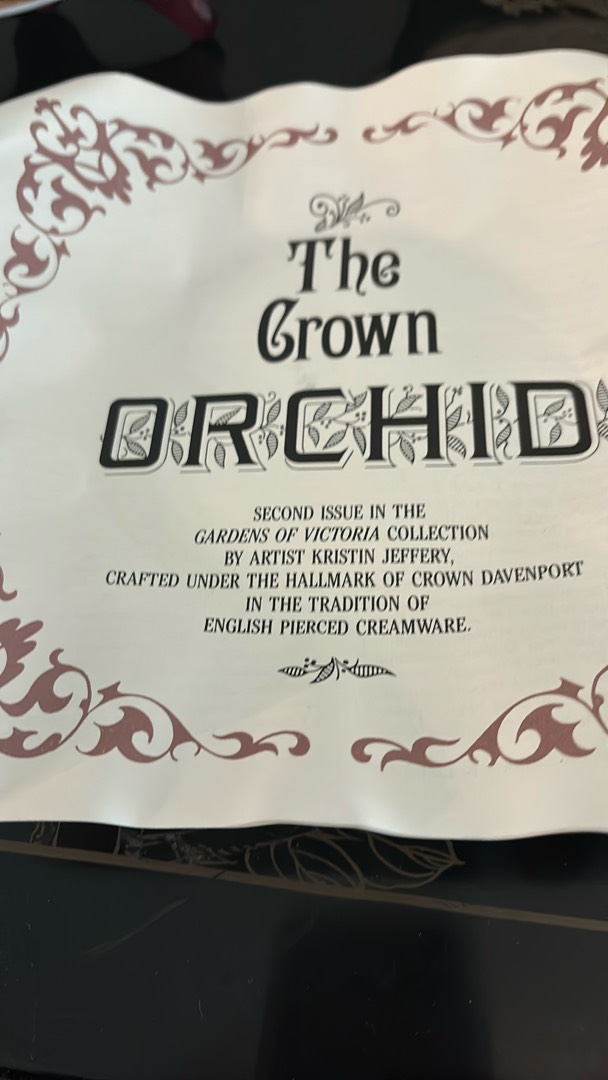 The
Crown
ORCHID
SECOND ISSUE IN THE
GARDENS OF VICTORIA COLLECTION
BY ARTIST KRISTIN JEFFERY,
CRAFTED UNDER THE HALLMARK OF CROWN DAVENPORT
IN THE TRADITION OF
ENGLISH PIERCED CREAMWARE.